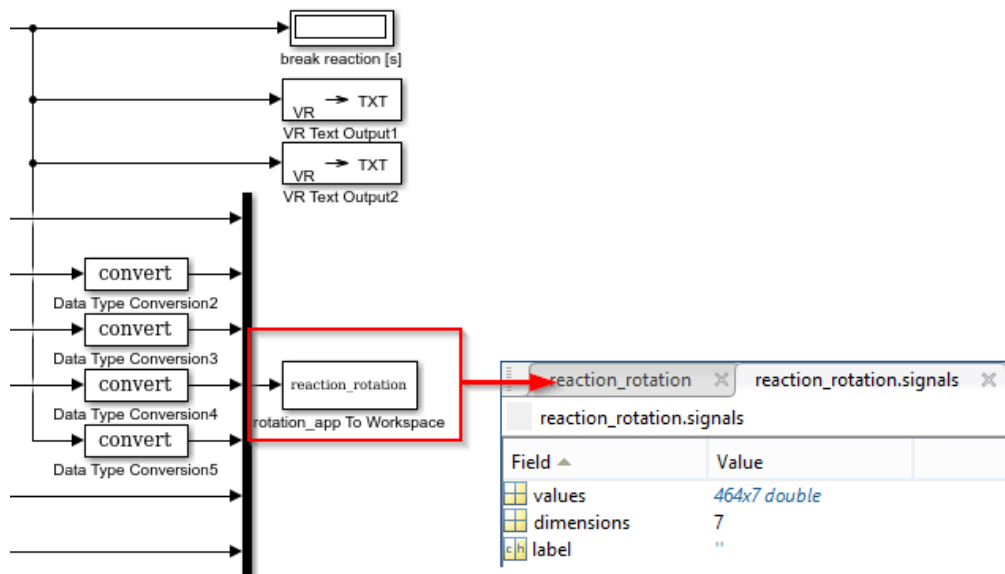 break reaction [s]
VR → TXT
VR Text Output1
VR → TXT
VR Text Output2
convert
Data Type Conversion2
convert
Data Type Conversion3
convert
Data Type Conversion4
convert
Data Type Conversion5
reaction_rotation
rotation_app To Workspace
reaction_rotation reaction_rotation.signals
reaction_rotation.signals
Field Value
values 464x7 double
dimensions 7
ch label ''